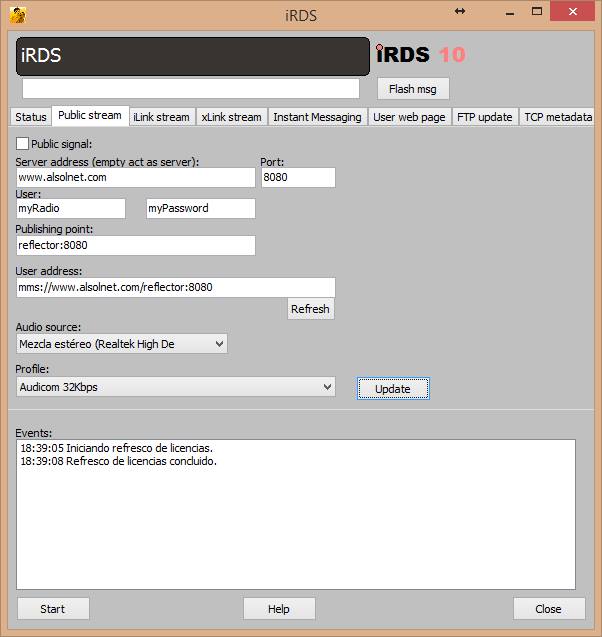 iRDS
iRDS
iRDS 10
Flash msg
Status Public stream iLink stream xLink stream Instant Messaging User web page FTP update TCP metadata
Public signal:
Server address (empty act as server): Port:
www.alsolnet.com 8080
User:
myRadio myPassword
Publishing point:
reflector:8080
User address:
mms://www.alsolnet.com/reflector:8080
Refresh
Audio source:
Mezcla estéreo (Realtek High De
Profile:
Audicom 32Kbps Update
Events:
18:39:05 Iniciando refresco de licencias.
18:39:08 Refresco de licencias concluido.
Start Help Close